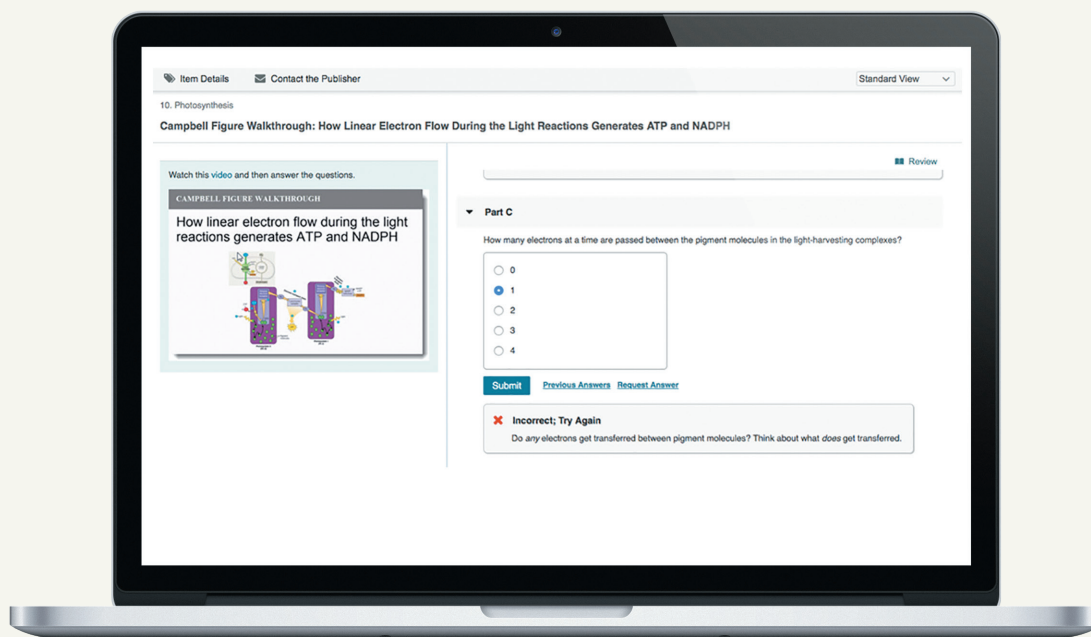 Item Details
Contact the Publisher
Standard View
10. Photosynthesis
Campbell Figure Walkthrough: How Linear Electron Flow During the Light Reactions Generates ATP and NADPH
Watch this video and then answer the questions.
CAMPBELL FIGURE WALKTHROUGH
How linear electron flow during the light
reactions generates ATP and NADPH
Review
Part C
How many electrons at a time are passed between the pigment molecules in the light-harvesting complexes?
0
1
2
3
4
Submit
Previous Answers
Request Answer
Incorrect; Try Again
Do any electrons get transferred between pigment molecules? Think about what does get transferred.